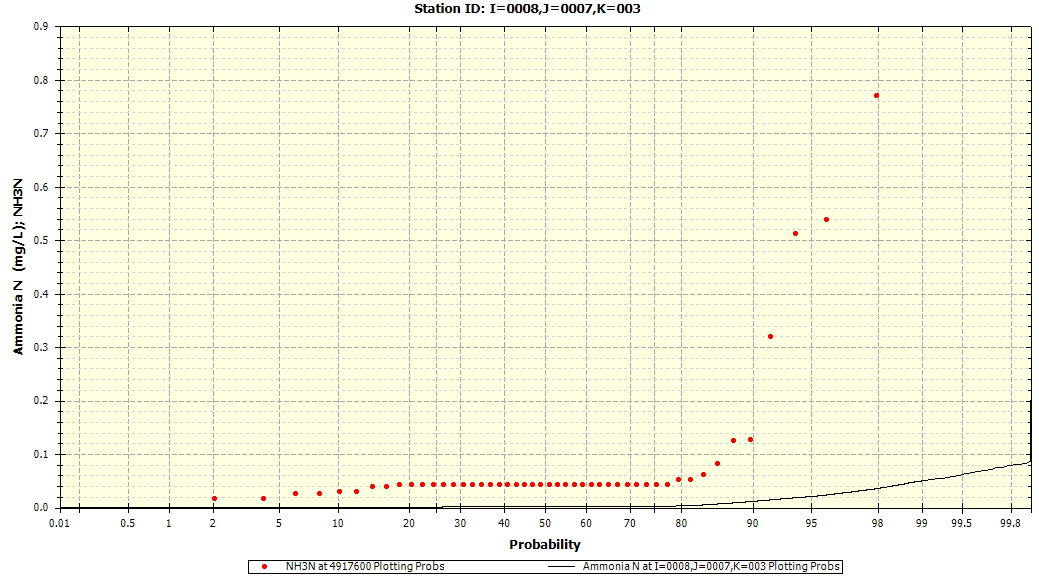 Station ID: I=0008,J=0007,K=003
Ammonia N (mg/L); NH3N
0.9
0.8
0.7
0.6
0.5
0.4
0.3
0.2
0.1
0.0
0.01 0.5 1 2 5 10 20 30 40 50 60 70 80 90 95 98 99 99.5 99.8
Probability
NH3N at 4917600 Plotting Probs Ammonia N at I=0008,J=0007,K=003 Plotting Probs